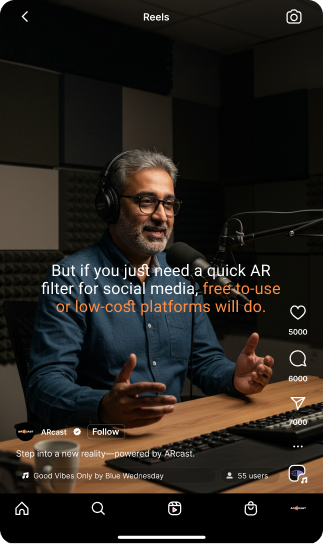 Reels
But if you just need a quick AR
filter for social media, free-to-use
or low-cost platforms will do.
5000
6000
7000
ARCAST
ARcast
Follow
Step into a new reality—powered by ARcast.
Good Vibes Only by Blue Wednesday
55 users
ARCAST